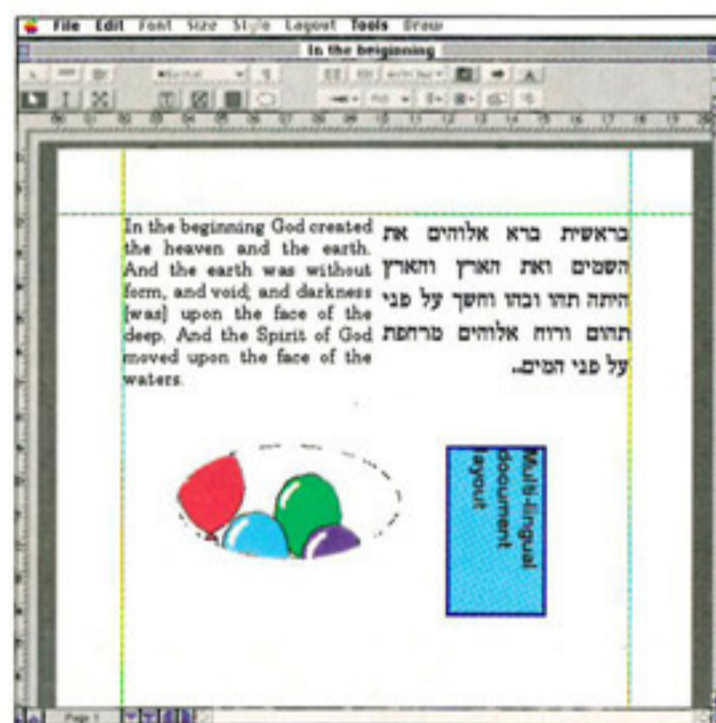 File Edit Font Size Style Layout Tools Draw
In the beiginning
In the beginning God created
the heaven and the earth.
And the earth was without
form, and void; and darkness
[was] upon the face of the
deep. And the Spirit of God
moved upon the face of the
waters.
בראשית ברא אלוהים את
השמים ואת הארץ והארץ
היתה תהו ובהו וחשך על פני
תהום ורוח אלוהים מרחפת
על פני המים..
Multi-lingual
document
layout
Page 1